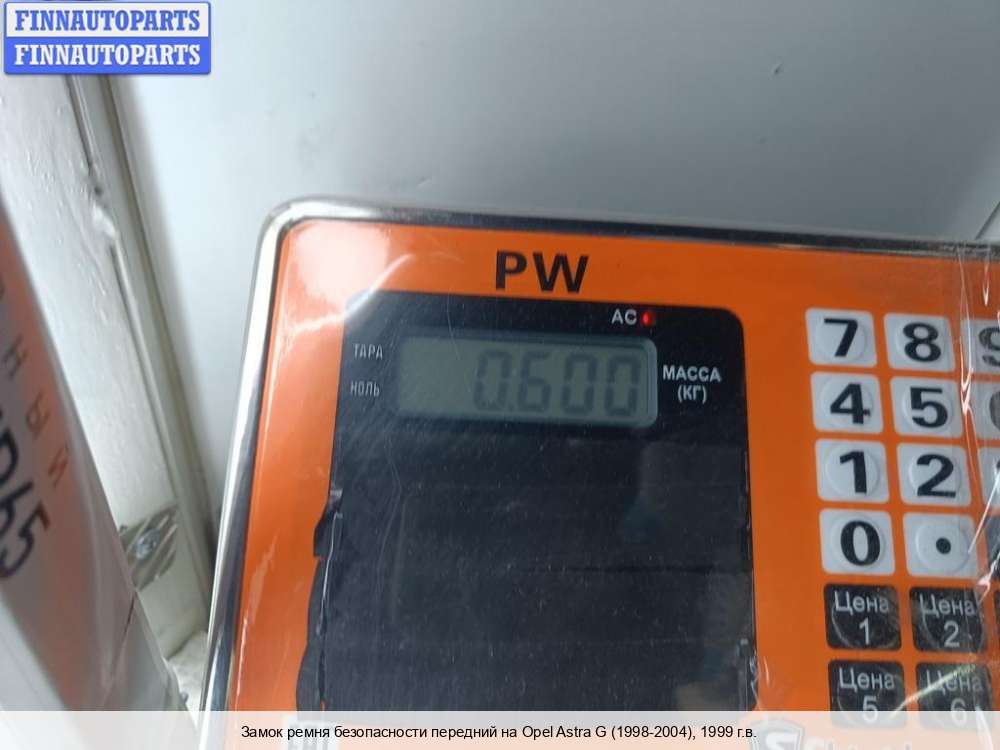 FINNAUTOPARTS
FINNAUTOPARTS
PW
AC
ТАРА
НОЛЬ
0.600
МАССА
(КГ)
7 8 9
4 5
1 2
0 .
Цена 1
Цена 2
Цена 5
Цена 6
Замок ремня безопасности передний на Opel Astra G (1998-2004), 1999 г.в.